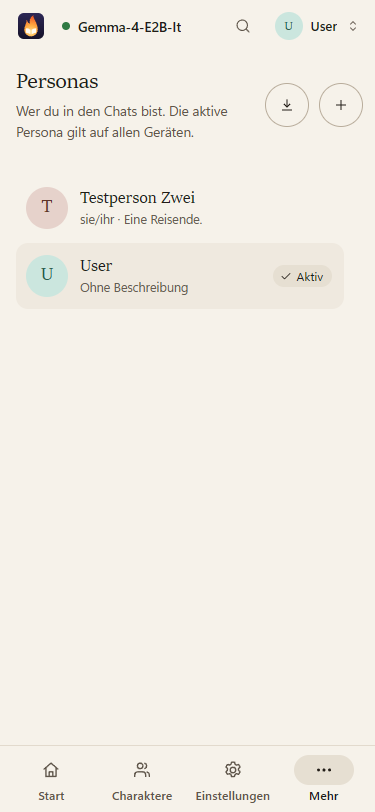 Gemma-4-E2B-It
U
User
Personas
Wer du in den Chats bist. Die aktive
Persona gilt auf allen Geräten.
T
Testperson Zwei
sie/ihr · Eine Reisende.
U
User
Ohne Beschreibung
Aktiv
Start
Charaktere
Einstellungen
Mehr